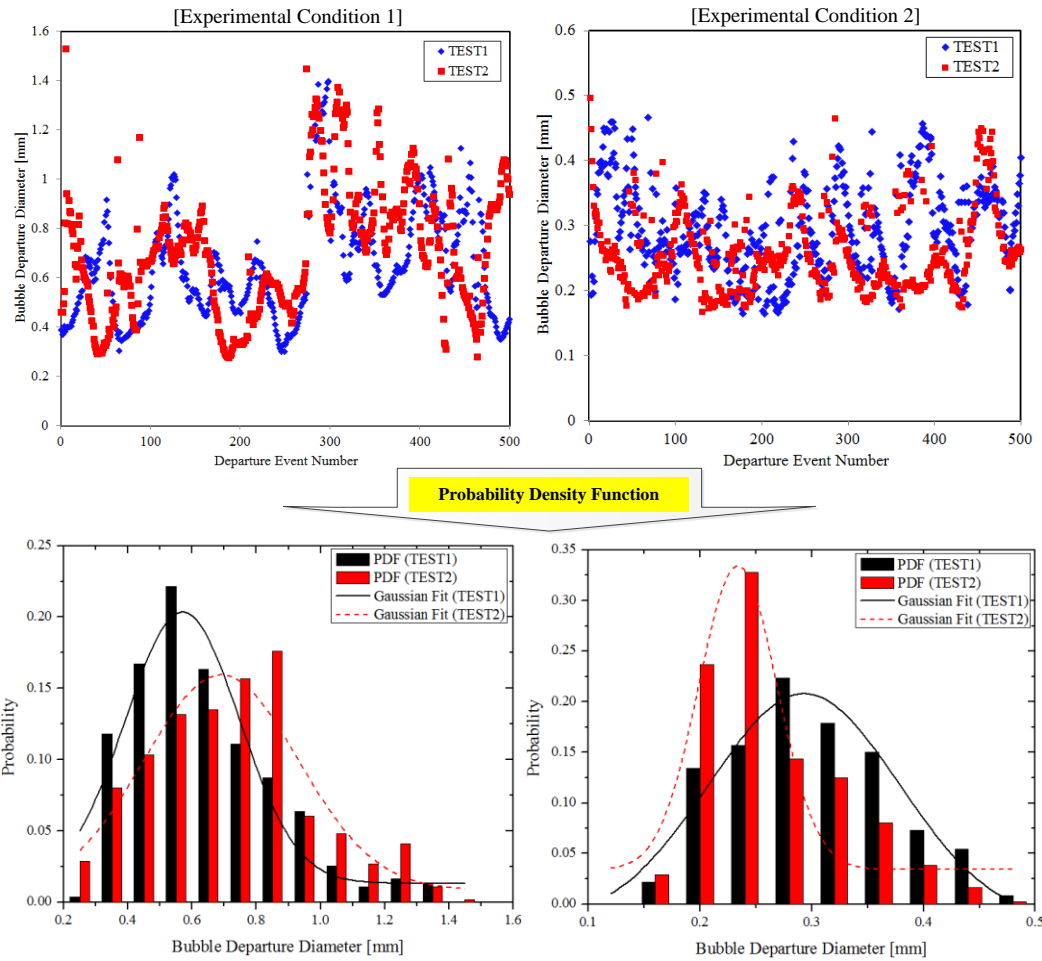 [Experimental Condition 1]
1.6
1.4
1.2
1
0.8
0.6
0.4
0.2
0
Bubble Departure Diameter [mm]
TEST1
TEST2
0
100
200
300
400
500
Departure Event Number
[Experimental Condition 2]
0.6
0.5
0.4
0.3
0.2
0.1
0
Bubble Departure Diameter [mm]
TEST1
TEST2
0
100
200
300
400
500
Departure Event Number
Probability Density Function
0.25
0.20
0.15
0.10
0.05
0.00
Probability
PDF (TEST1)
PDF (TEST2)
Gaussian Fit (TEST1)
Gaussian Fit (TEST2)
0.2
0.4
0.6
0.8
1.0
1.2
1.4
1.6
Bubble Departure Diameter [mm]
0.35
0.30
0.25
0.20
0.15
0.10
0.05
0.00
Probability
PDF (TEST1)
PDF (TEST2)
Gaussian Fit (TEST1)
Gaussian Fit (TEST2)
0.1
0.2
0.3
0.4
0.5
Bubble Departure Diameter [mm]